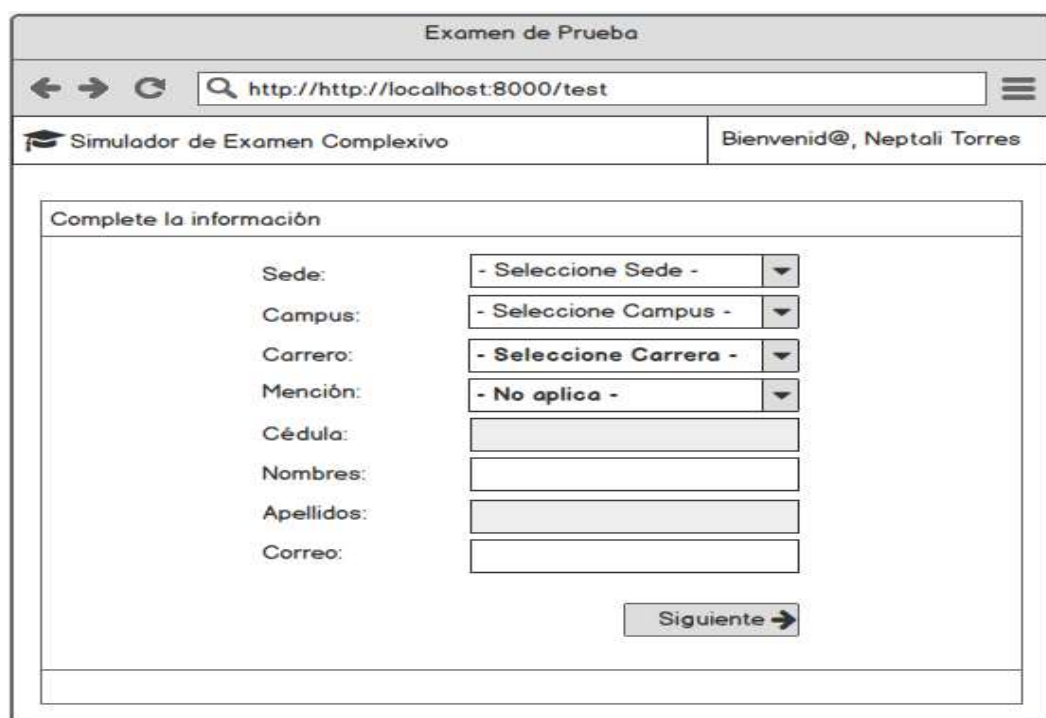 Examen de Prueba
http://http://localhost:8000/test
Simulador de Examen Complexivo
Bienvenid@, Neptali Torres
Complete la información
Sede: - Seleccione Sede -
Campus: - Seleccione Campus -
Carrero: - Seleccione Carrera -
Mención: - No aplica -
Cédula:
Nombres:
Apellidos:
Correo:
Siguiente